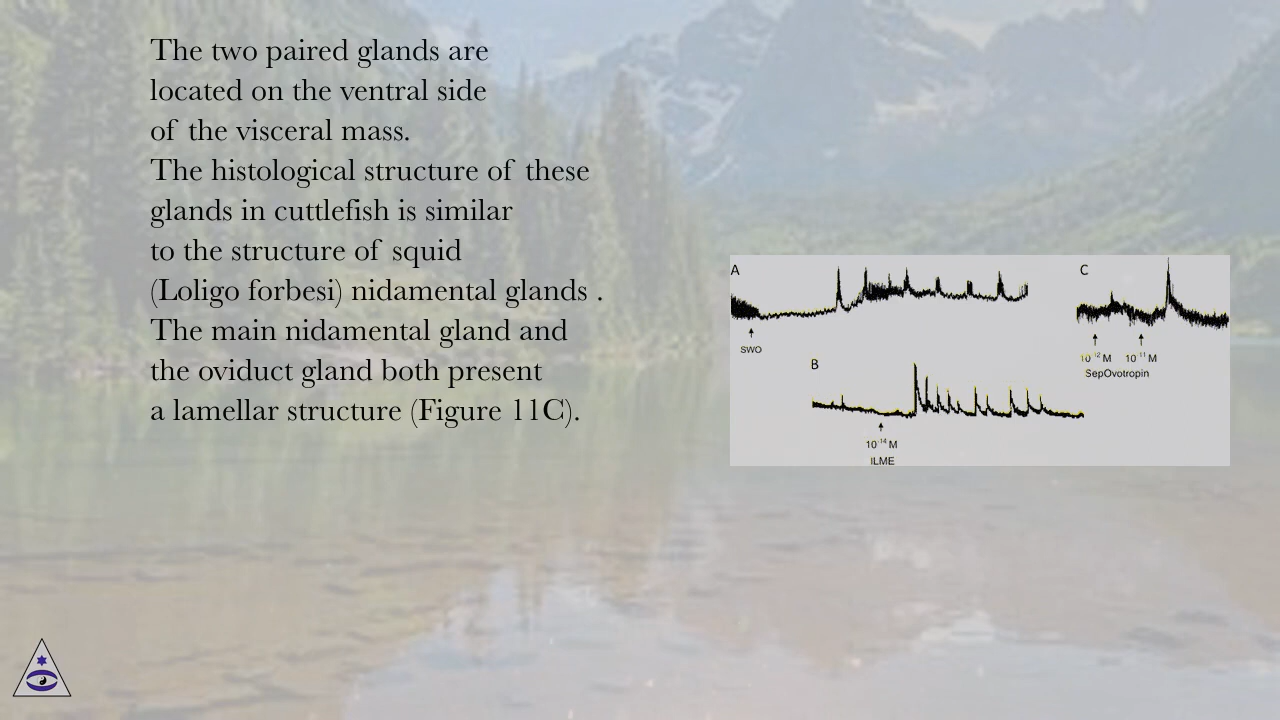 The two paired glands are
located on the ventral side
of the visceral mass.
The histological structure of these
glands in cuttlefish is similar
to the structure of squid
(Loligo forbesi) nidamental glands .
The main nidamental gland and
the oviduct gland both present
a lamellar structure (Figure 11C).
A
SWO
B
10⁻¹⁴ M
ILME
C
10⁻¹² M 10⁻¹¹ M
SepOvotropin